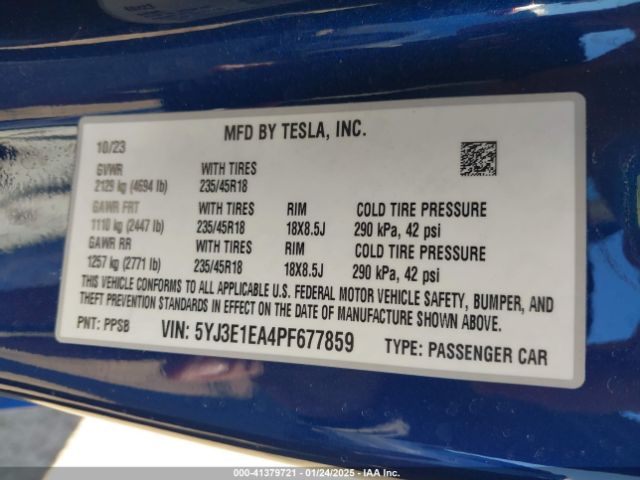 MFD BY TESLA, INC.
10/23
GVWR WITH TIRES
2129 kg (4694 lb) 235/45R18
GAWR FRT WITH TIRES RIM COLD TIRE PRESSURE
1110 kg (2447 lb) 235/45R18 18X8.5J 290 kPa, 42 psi
GAWR RR WITH TIRES RIM COLD TIRE PRESSURE
1257 kg (2771 lb) 235/45R18 18X8.5J 290 kPa, 42 psi
THIS VEHICLE CONFORMS TO ALL APPLICABLE U.S. FEDERAL MOTOR VEHICLE SAFETY, BUMPER, AND
THEFT PREVENTION STANDARDS IN EFFECT ON THE DATE OF MANUFACTURE SHOWN ABOVE.
PNT: PPSB VIN: 5YJ3E1EA4PF677859 TYPE: PASSENGER CAR
000-41379721 - 01/24/2025 - IAA Inc.